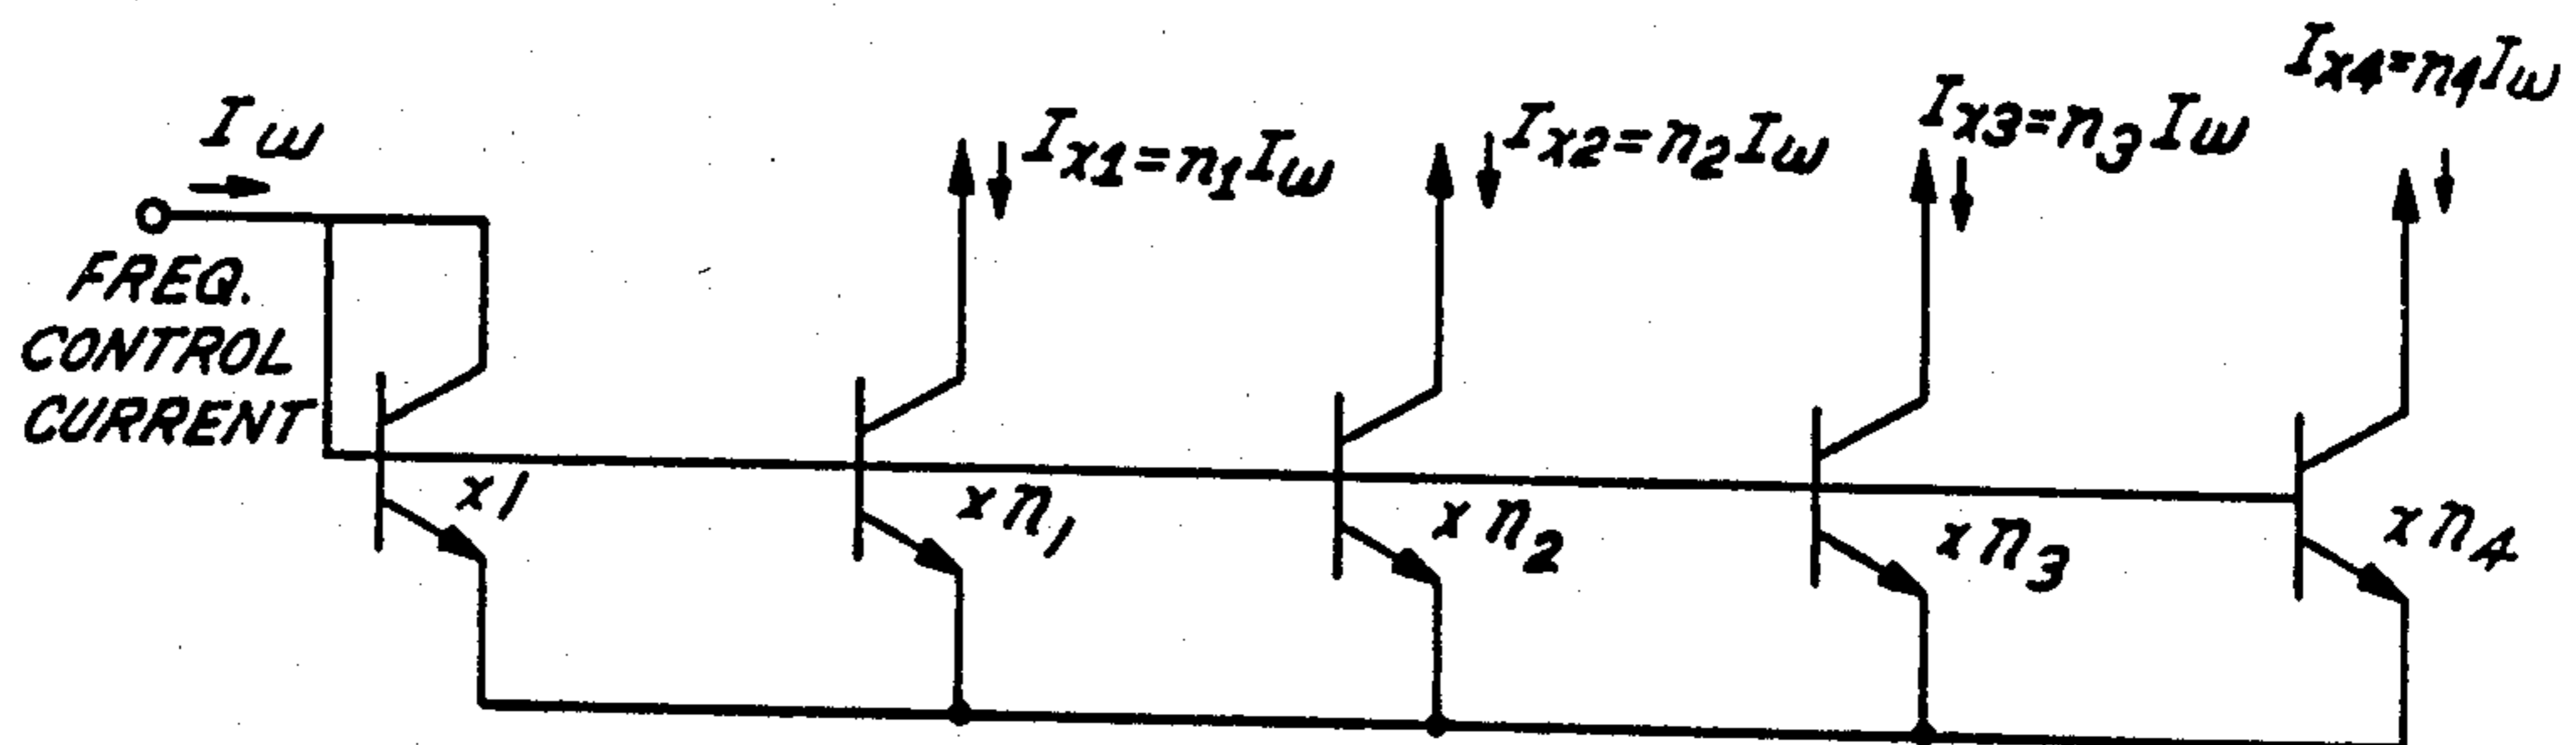 Iω
FREQ.
CONTROL
CURRENT
Ix1=n1Iω
Ix2=n2Iω
Ix3=n3Iω
Ix4=n4Iω
x1
xn1
xn2
xn3
xn4